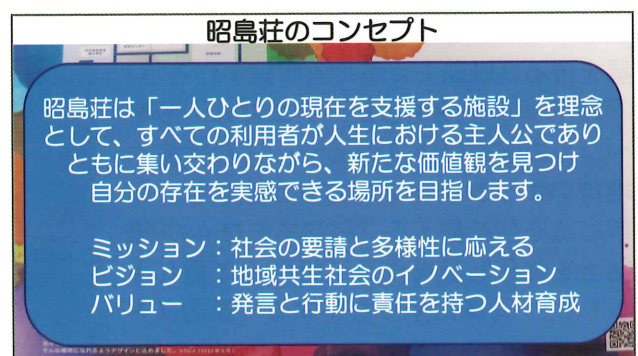 昭島荘のコンセプト
昭島荘は「一人ひとりの現在を支援する施設」を理念
として、すべての利用者が人生における主人公であり
ともに集い交わりながら、新たな価値観を見つけ
自分の存在を実感できる場所を目指します。
ミッション：社会の要請と多様性に応える
ビジョン　：地域共生社会のイノベーション
バリュー　：発言と行動に責任を持つ人材育成